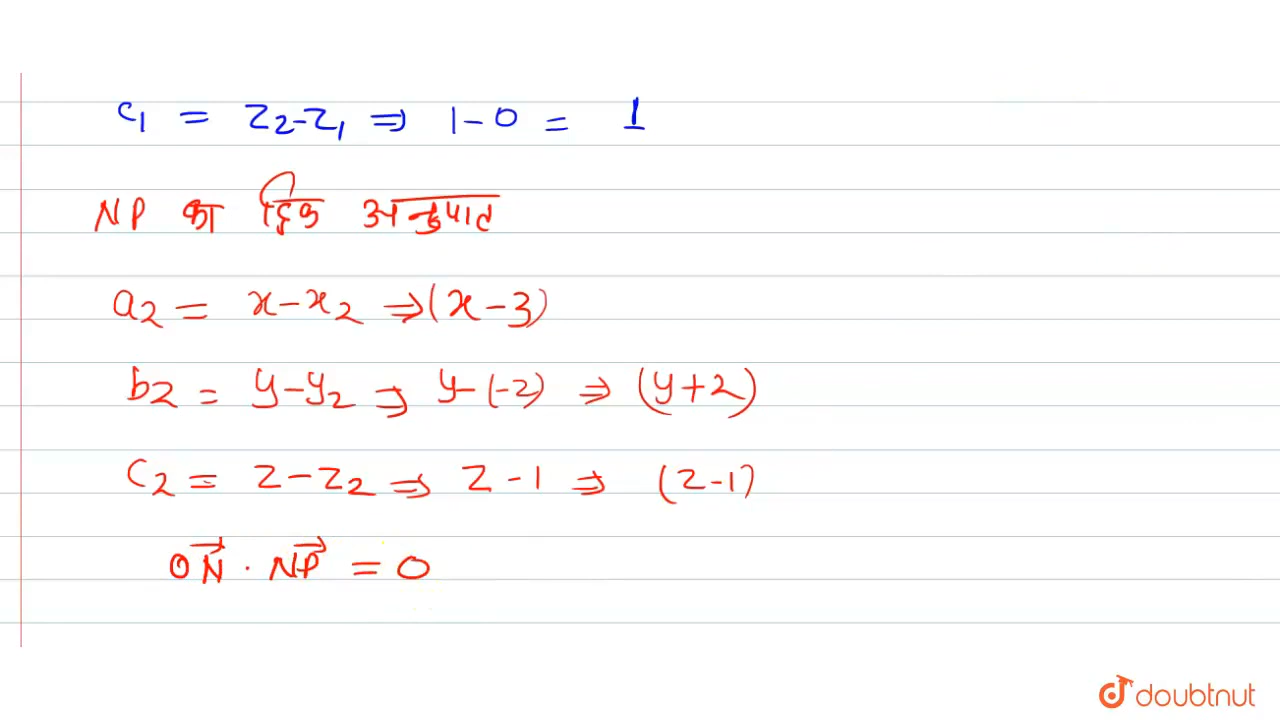 c₁ = z₂-z₁ ⇒ 1-0 = 1
NP का दिक् अनुपात
a₂ = x-x₂ ⇒ (x-3)
b₂ = y-y₂ ⇒ y-(-2) ⇒ (y+2)
c₂ = z-z₂ ⇒ z-1 ⇒ (z-1)
ON⃗ · NP⃗ = 0
doubtnut